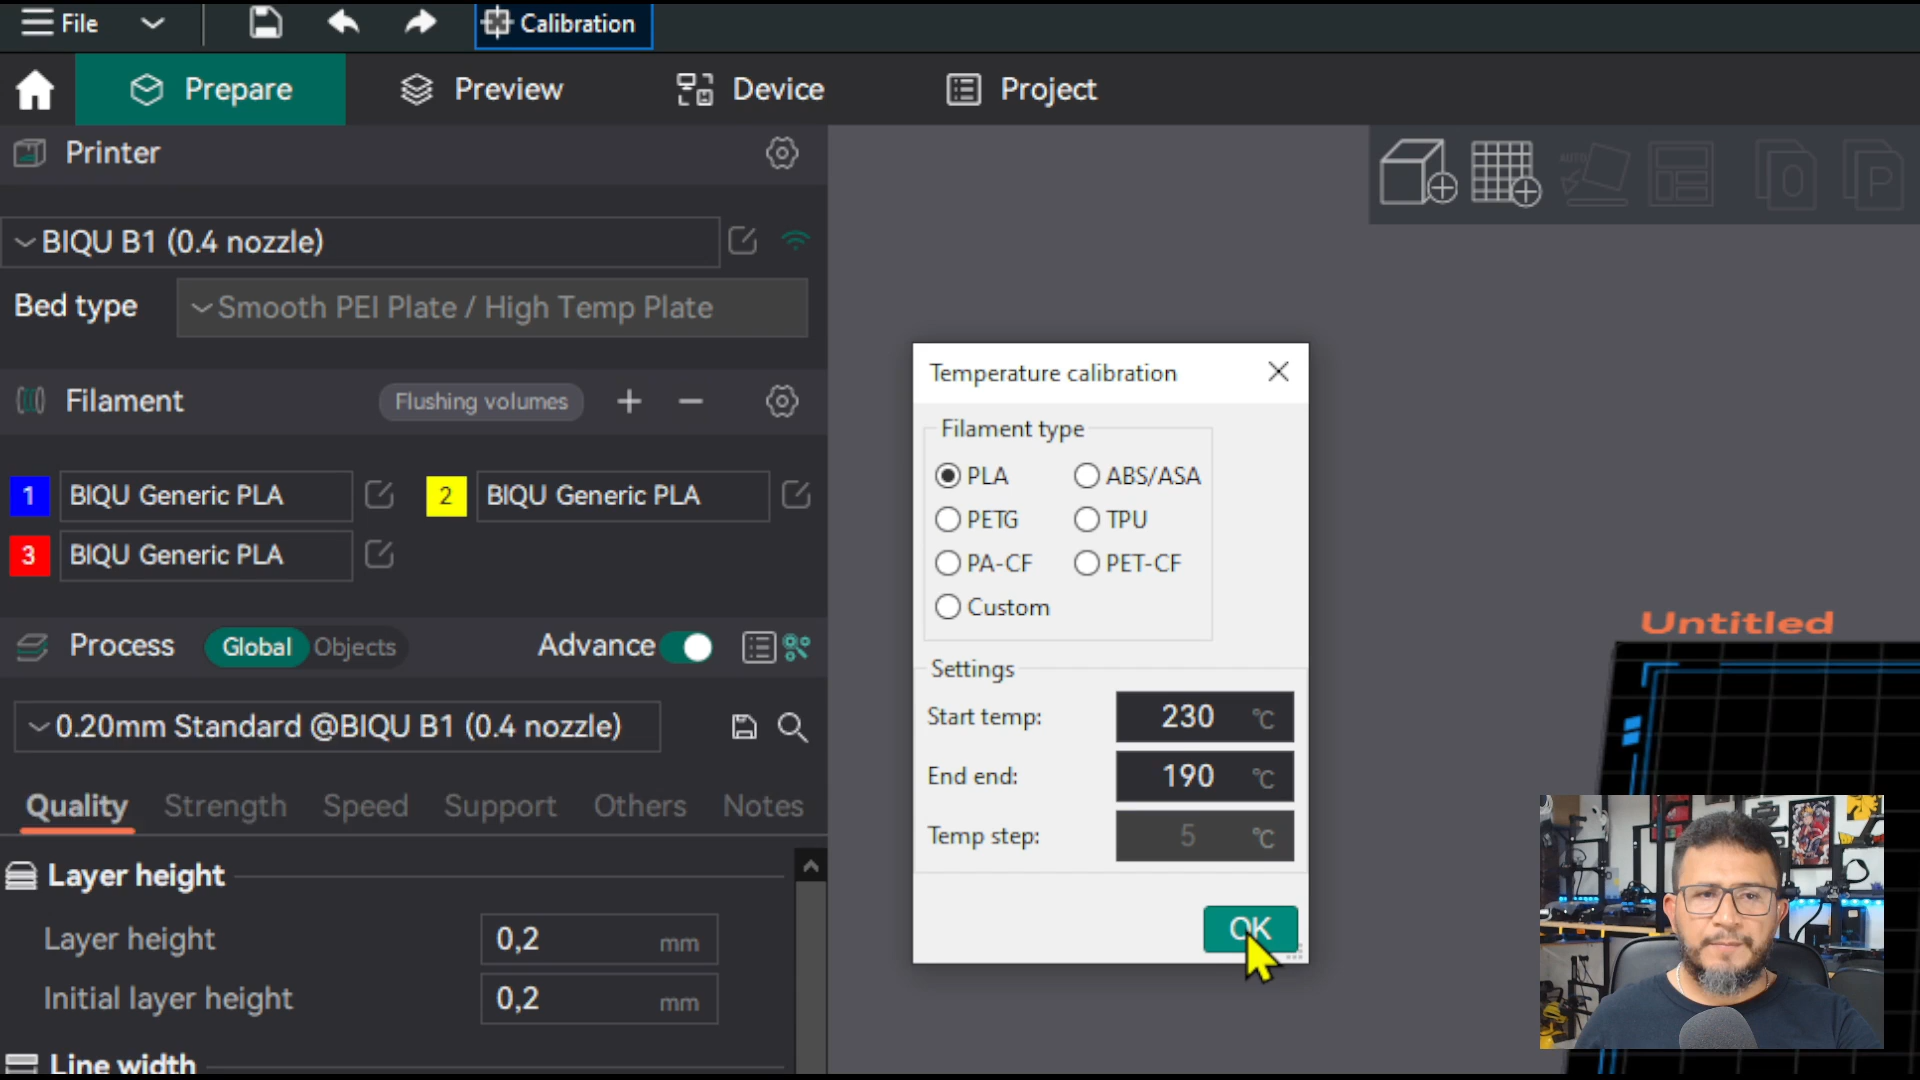 File
Calibration
Prepare
Preview
Device
Project
Printer
BIQU B1 (0.4 nozzle)
Bed type
Smooth PEI Plate / High Temp Plate
Filament
Flushing volumes
1
BIQU Generic PLA
2
BIQU Generic PLA
3
BIQU Generic PLA
Process
Global
Objects
Advance
0.20mm Standard @BIQU B1 (0.4 nozzle)
Quality
Strength
Speed
Support
Others
Notes
Layer height
Layer height
0,2 mm
Initial layer height
0,2 mm
Line width
AUTO
O
P
Temperature calibration
Filament type
PLA
ABS/ASA
PETG
TPU
PA-CF
PET-CF
Custom
Settings
Start temp:
230 °C
End end:
190 °C
Temp step:
5 °C
OK
Untitled